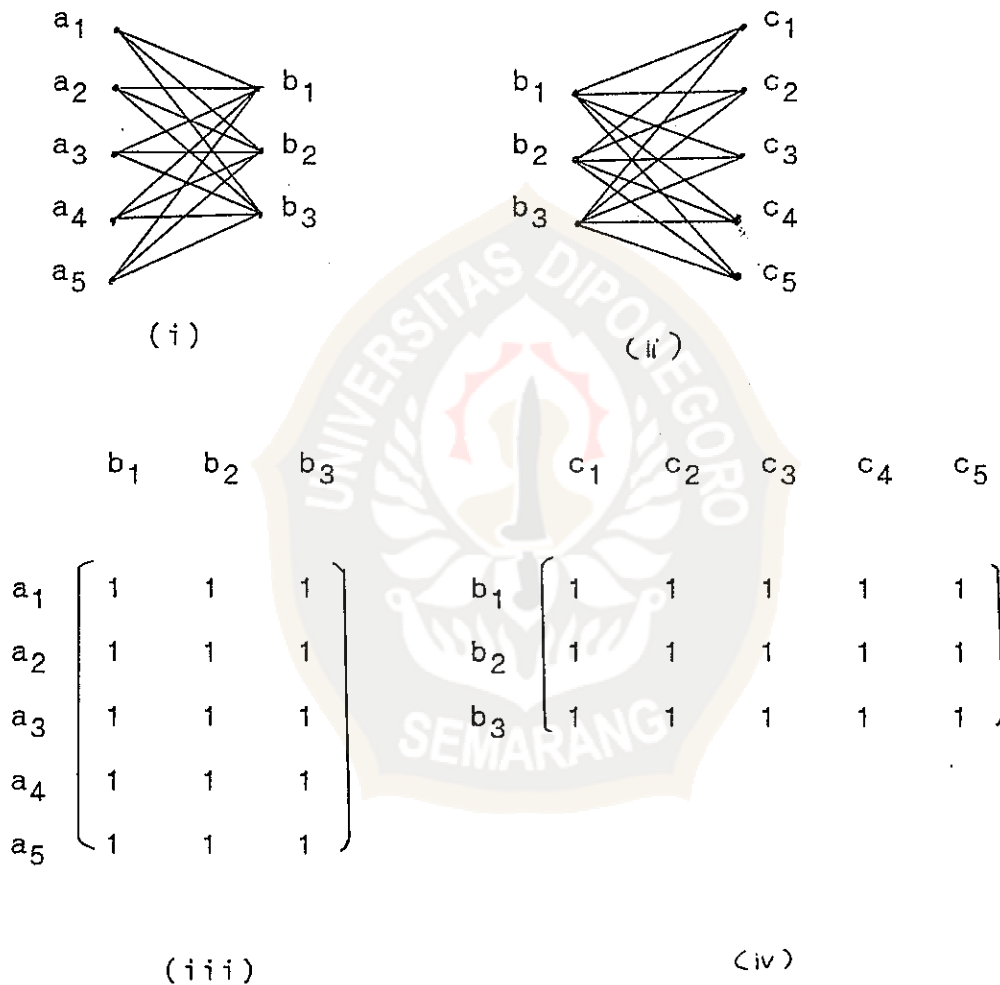 a1 c1
a2 b1 b1 c2
a3 b2 b2 c3
a4 b3 b3 c4
a5 c5
(i) (ii)
UNIVERSITAS DIPONEGORO
SEMARANG
b1 b2 b3 c1 c2 c3 c4 c5
a1 1 1 1 b1 1 1 1 1 1
a2 1 1 1 b2 1 1 1 1 1
a3 1 1 1 b3 1 1 1 1 1
a4 1 1 1
a5 1 1 1
(iii) (iv)